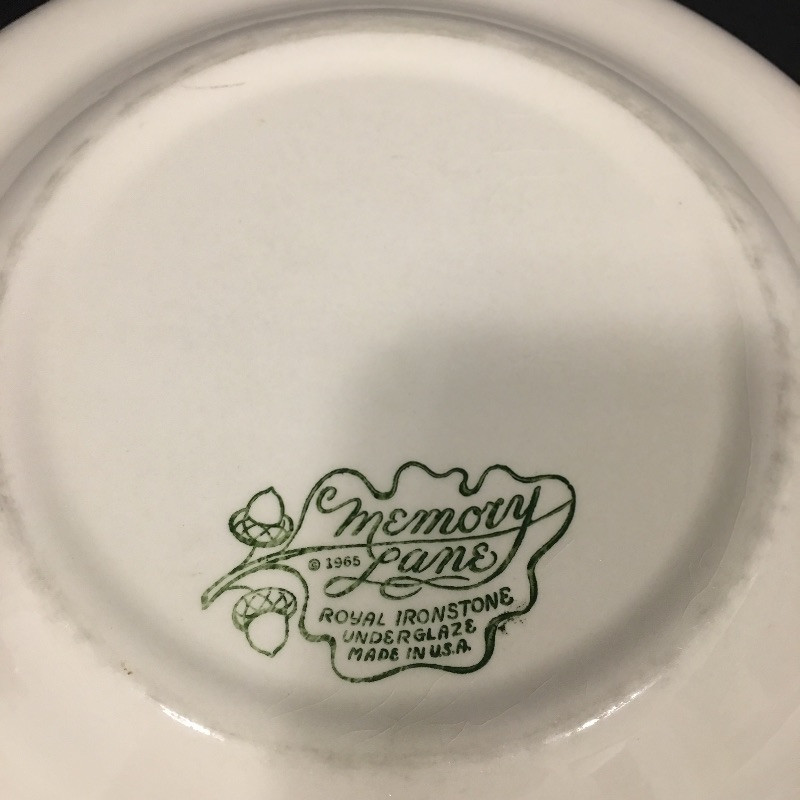 Memory
Lane
© 1965
ROYAL IRONSTONE
UNDERGLAZE
MADE IN U.S.A.